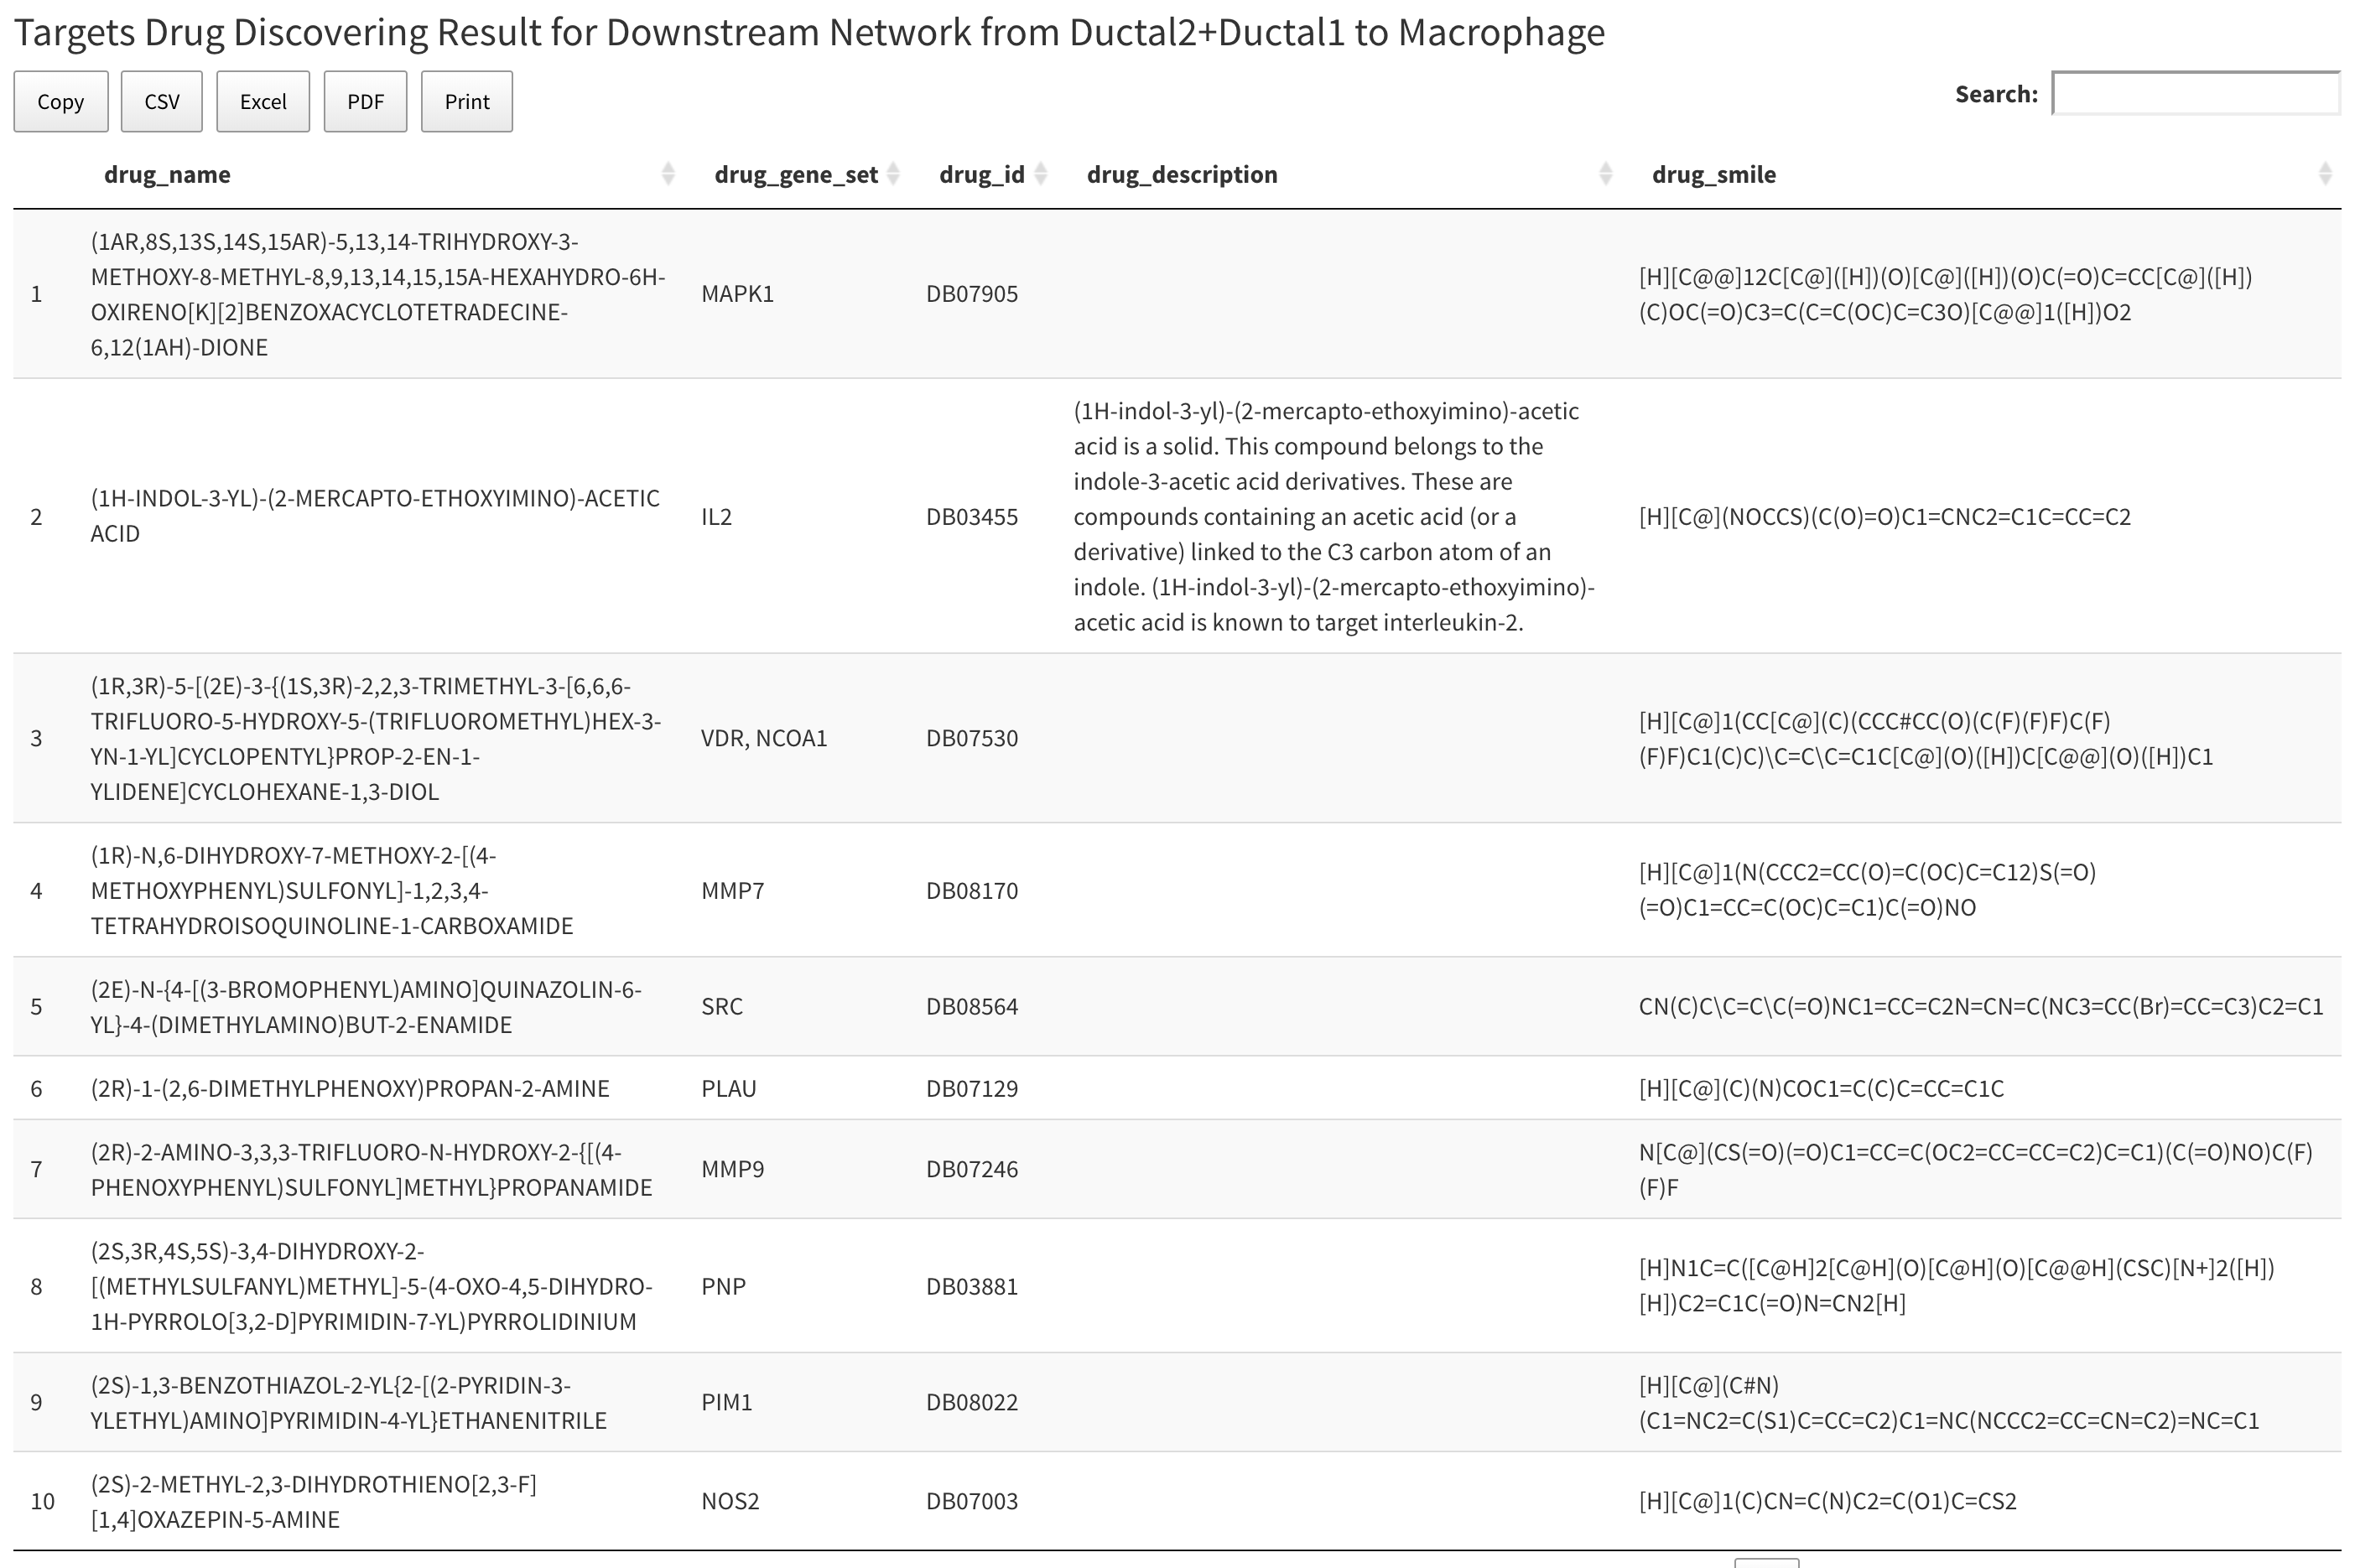 Targets Drug Discovering Result for Downstream Network from Ductal2+Ductal1 to Macrophage
Copy CSV Excel PDF Print Search:
drug_name drug_gene_set drug_id drug_description drug_smile
1
(1AR,8S,13S,14S,15AR)-5,13,14-TRIHYDROXY-3-
METHOXY-8-METHYL-8,9,13,14,15,15A-HEXAHYDRO-6H-
OXIRENO[K][2]BENZOXACYCLOTETRADECINE-
6,12(1AH)-DIONE
MAPK1
DB07905
[H][C@@]12C[C@]([H])(O)[C@]([H])(O)C(=O)C=CC[C@]([H])
(C)OC(=O)C3=C(C=C(OC)C=C3O)[C@@]1([H])O2
2
(1H-INDOL-3-YL)-(2-MERCAPTO-ETHOXYIMINO)-ACETIC
ACID
IL2
DB03455
(1H-indol-3-yl)-(2-mercapto-ethoxyimino)-acetic
acid is a solid. This compound belongs to the
indole-3-acetic acid derivatives. These are
compounds containing an acetic acid (or a
derivative) linked to the C3 carbon atom of an
indole. (1H-indol-3-yl)-(2-mercapto-ethoxyimino)-
acetic acid is known to target interleukin-2.
[H][C@](NOCCS)(C(O)=O)C1=CNC2=C1C=CC=C2
3
(1R,3R)-5-[(2E)-3-{(1S,3R)-2,2,3-TRIMETHYL-3-[6,6,6-
TRIFLUORO-5-HYDROXY-5-(TRIFLUOROMETHYL)HEX-3-
YN-1-YL]CYCLOPENTYL}PROP-2-EN-1-
YLIDENE]CYCLOHEXANE-1,3-DIOL
VDR, NCOA1
DB07530
[H][C@]1(CC[C@](C)(CCC#CC(O)(C(F)(F)F)C(F)
(F)F)C1(C)C)\C=C\C=C1C[C@](O)([H])C[C@@](O)([H])C1
4
(1R)-N,6-DIHYDROXY-7-METHOXY-2-[(4-
METHOXYPHENYL)SULFONYL]-1,2,3,4-
TETRAHYDROISOQUINOLINE-1-CARBOXAMIDE
MMP7
DB08170
[H][C@]1(N(CCC2=CC(O)=C(OC)C=C12)S(=O)
(=O)C1=CC=C(OC)C=C1)C(=O)NO
5
(2E)-N-{4-[(3-BROMOPHENYL)AMINO]QUINAZOLIN-6-
YL}-4-(DIMETHYLAMINO)BUT-2-ENAMIDE
SRC
DB08564
CN(C)C\C=C\C(=O)NC1=CC=C2N=CN=C(NC3=CC(Br)=CC=C3)C2=C1
6
(2R)-1-(2,6-DIMETHYLPHENOXY)PROPAN-2-AMINE
PLAU
DB07129
[H][C@](C)(N)COC1=C(C)C=CC=C1C
7
(2R)-2-AMINO-3,3,3-TRIFLUORO-N-HYDROXY-2-{[(4-
PHENOXYPHENYL)SULFONYL]METHYL}PROPANAMIDE
MMP9
DB07246
N[C@](CS(=O)(=O)C1=CC=C(OC2=CC=CC=C2)C=C1)(C(=O)NO)C(F)
(F)F
8
(2S,3R,4S,5S)-3,4-DIHYDROXY-2-
[(METHYLSULFANYL)METHYL]-5-(4-OXO-4,5-DIHYDRO-
1H-PYRROLO[3,2-D]PYRIMIDIN-7-YL)PYRROLIDINIUM
PNP
DB03881
[H]N1C=C([C@H]2[C@H](O)[C@H](O)[C@@H](CSC)[N+]2([H])
[H])C2=C1C(=O)N=CN2[H]
9
(2S)-1,3-BENZOTHIAZOL-2-YL{2-[(2-PYRIDIN-3-
YLETHYL)AMINO]PYRIMIDIN-4-YL}ETHANENITRILE
PIM1
DB08022
[H][C@](C#N)
(C1=NC2=C(S1)C=CC=C2)C1=NC(NCCC2=CC=CN=C2)=NC=C1
10
(2S)-2-METHYL-2,3-DIHYDROTHIENO[2,3-F]
[1,4]OXAZEPIN-5-AMINE
NOS2
DB07003
[H][C@]1(C)CN=C(N)C2=C(O1)C=CS2